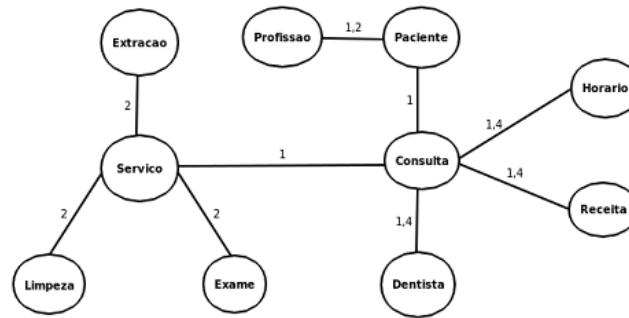 Extracao
Profissao
1,2
Paciente
2
1
Horario
1,4
Servico
1
Consulta
1,4
Receita
2
2
1,4
Limpeza
Exame
Dentista